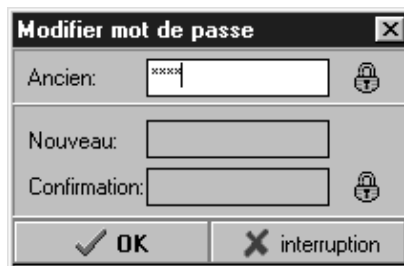 Modifier mot de passe
Ancien: ****
Nouveau:
Confirmation:
OK interruption